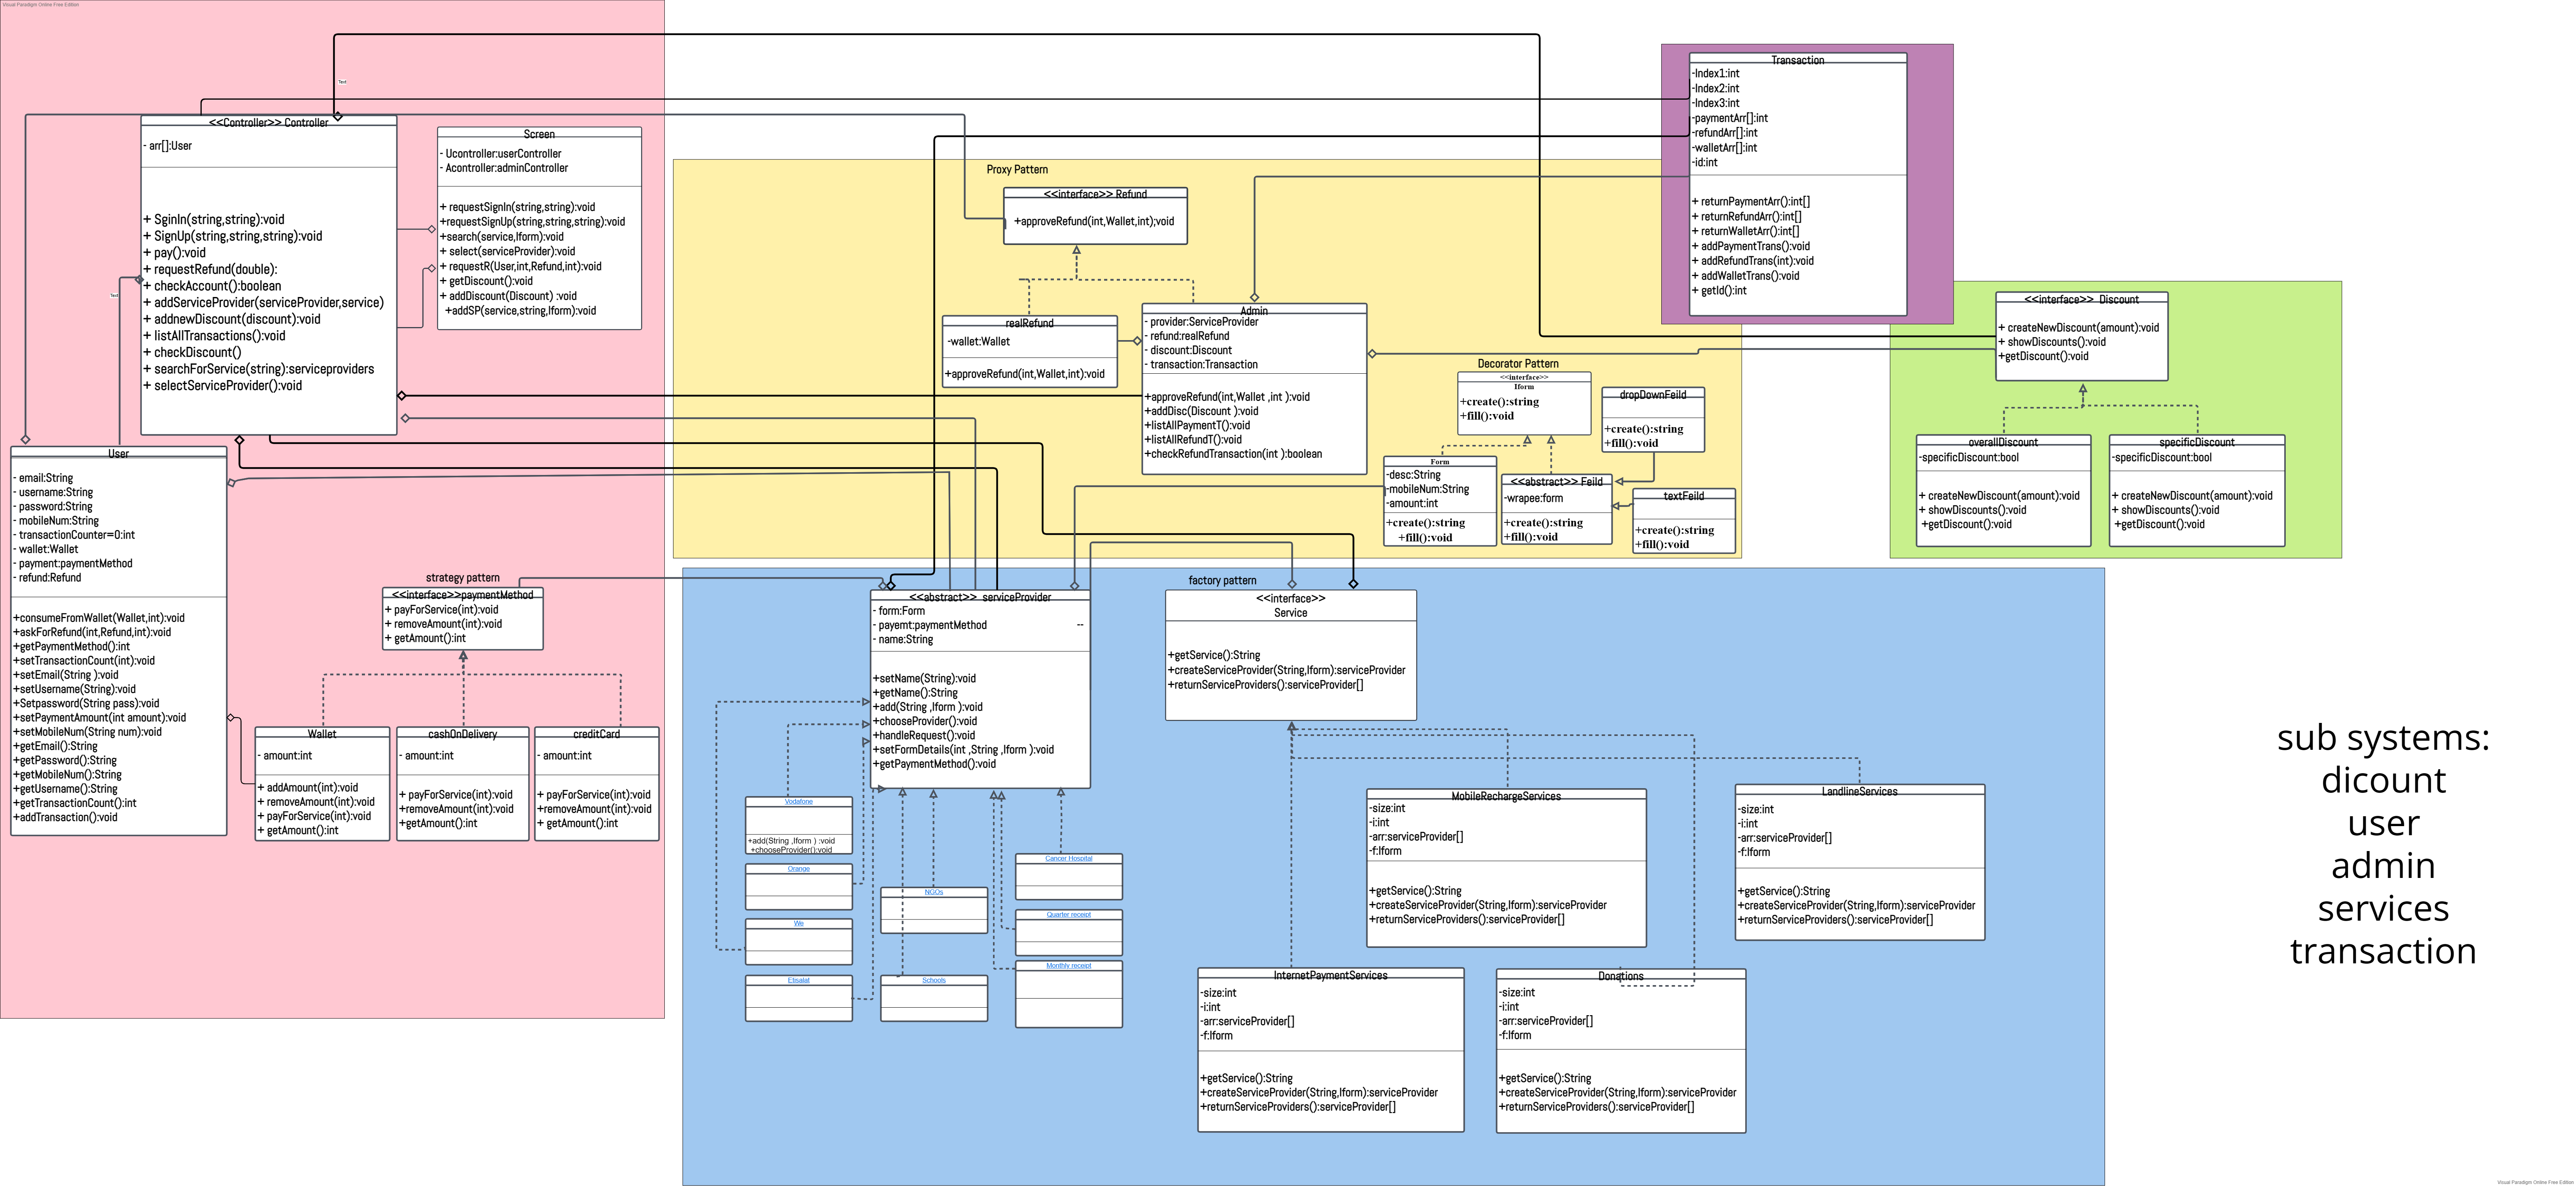 Visual Paradigm Online Free Edition
Text
<<Controller>> Controller
- arr[]:User
+ SginIn(string,string):void
+ SignUp(string,string,string):void
+ pay():void
+ requestRefund(double):
+ checkAccount():boolean
+ addServiceProvider(serviceProvider,service)
+ addnewDiscount(discount):void
+ listAllTransactions():void
+ checkDiscount()
+ searchForService(string):serviceproviders
+ selectServiceProvider():void
Text
Screen
- Ucontroller:userController
- Acontroller:adminController
+ requestSignIn(string,string):void
+requestSignUp(string,string,string):void
+search(service,Iform):void
+ select(serviceProvider):void
+ requestR(User,int,Refund,int):void
+ getDiscount():void
+ addDiscount(Discount) :void
+addSP(service,string,Iform):void
User
- email:String
- username:String
- password:String
- mobileNum:String
- transactionCounter=0:int
- wallet:Wallet
- payment:paymentMethod
- refund:Refund
+consumeFromWallet(Wallet,int):void
+askForRefund(int,Refund,int):void
+getPaymentMethod():int
+setTransactionCount(int):void
+setEmail(String ):void
+setUsername(String):void
+Setpassword(String pass):void
+setPaymentAmount(int amount):void
+setMobileNum(String num):void
+getEmail():String
+getPassword():String
+getMobileNum():String
+getUsername():String
+getTransactionCount():int
+addTransaction():void
strategy pattern
<<interface>>paymentMethod
+ payForService(int):void
+ removeAmount(int):void
+ getAmount():int
Wallet
- amount:int
+ addAmount(int):void
+ removeAmount(int):void
+ payForService(int):void
+ getAmount():int
cashOnDelivery
- amount:int
+ payForService(int):void
+removeAmount(int):void
+getAmount():int
creditCard
- amount:int
+ payForService(int):void
+removeAmount(int):void
+ getAmount():int
Proxy Pattern
<<interface>> Refund
+approveRefund(int,Wallet,int);void
realRefund
-wallet:Wallet
+approveRefund(int,Wallet,int):void
Admin
- provider:ServiceProvider
- refund:realRefund
- discount:Discount
- transaction:Transaction
+approveRefund(int,Wallet ,int ):void
+addDisc(Discount ):void
+listAllPaymentT():void
+listAllRefundT():void
+checkRefundTransaction(int ):boolean
Decorator Pattern
<<interface>>
Iform
+create():string
+fill():void
dropDownFeild
+create():string
+fill():void
Form
-desc:String
-mobileNum:String
-amount:int
+create():string
+fill():void
<<abstract>> Feild
-wrapee:form
+create():string
+fill():void
textFeild
+create():string
+fill():void
Transaction
-Index1:int
-Index2:int
-Index3:int
-paymentArr[]:int
-refundArr[]:int
-walletArr[]:int
-id:int
+ returnPaymentArr():int[]
+ returnRefundArr():int[]
+ returnWalletArr():int[]
+ addPaymentTrans():void
+ addRefundTrans(int):void
+ addWalletTrans():void
+ getId():int
<<interface>> Discount
+ createNewDiscount(amount):void
+ showDiscounts():void
+getDiscount():void
overallDiscount
-specificDiscount:bool
+ createNewDiscount(amount):void
+ showDiscounts():void
+getDiscount():void
specificDiscount
-specificDiscount:bool
+ createNewDiscount(amount):void
+ showDiscounts():void
+getDiscount():void
factory pattern
<<abstract>> serviceProvider
- form:Form
- payemt:paymentMethod --
- name:String
+setName(String):void
+getName():String
+add(String ,Iform ):void
+chooseProvider():void
+handleRequest():void
+setFormDetails(int ,String ,Iform ):void
+getPaymentMethod():void
<<interface>>
Service
+getService():String
+createServiceProvider(String,Iform):serviceProvider
+returnServiceProviders():serviceProvider[]
Vodafone
+add(String ,Iform ) :void
+chooseProvider():void
Orange
We
Etisalat
NGOs
Schools
Cancer Hospital
Quarter receipt
Monthly receipt
MobileRechargeServices
-size:int
-i:int
-arr:serviceProvider[]
-f:Iform
+getService():String
+createServiceProvider(String,Iform):serviceProvider
+returnServiceProviders():serviceProvider[]
LandlineServices
-size:int
-i:int
-arr:serviceProvider[]
-f:Iform
+getService():String
+createServiceProvider(String,Iform):serviceProvider
+returnServiceProviders():serviceProvider[]
InternetPaymentServices
-size:int
-i:int
-arr:serviceProvider[]
-f:Iform
+getService():String
+createServiceProvider(String,Iform):serviceProvider
+returnServiceProviders():serviceProvider[]
Donations
-size:int
-i:int
-arr:serviceProvider[]
-f:Iform
+getService():String
+createServiceProvider(String,Iform):serviceProvider
+returnServiceProviders():serviceProvider[]
sub systems:
dicount
user
admin
services
transaction
Visual Paradigm Online Free Edition